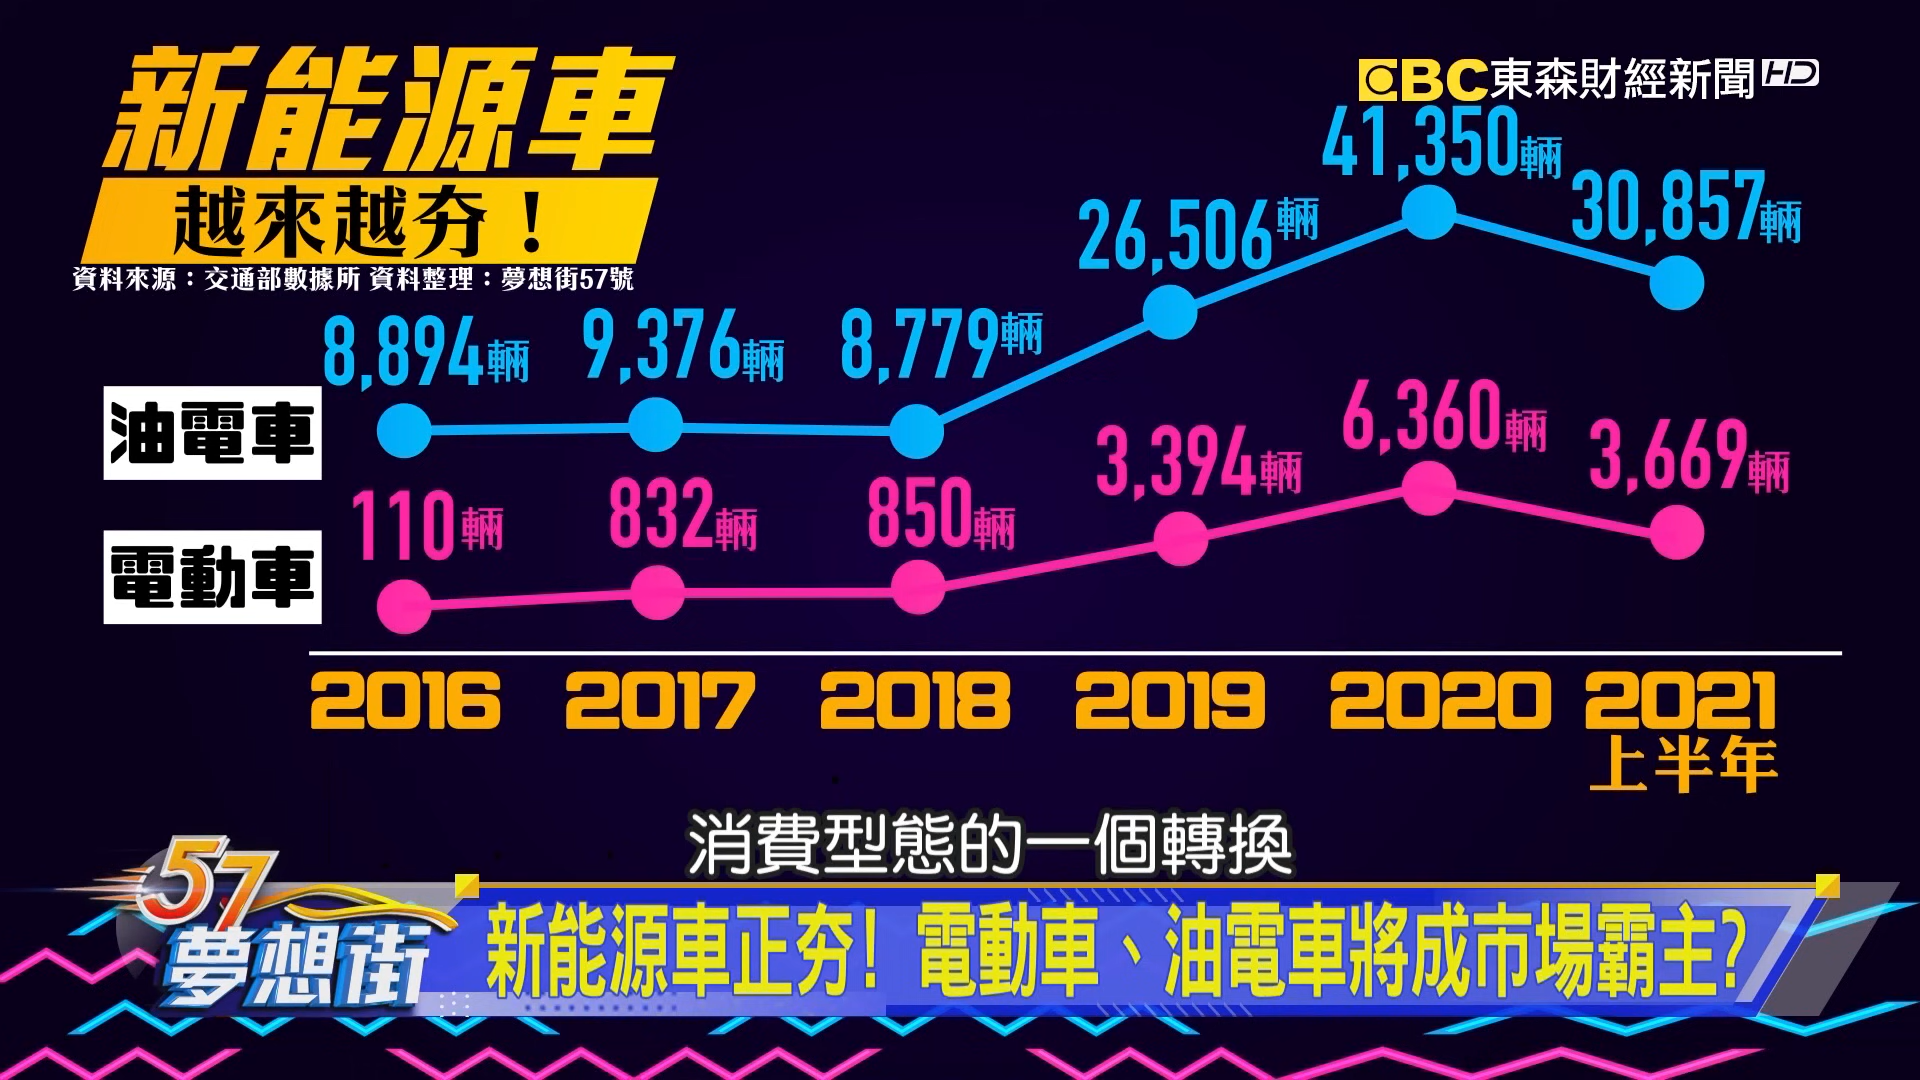 新能源車
越來越夯！
資料來源：交通部數據所 資料整理：夢想街57號
EBC東森財經新聞HD
41,350輛
30,857輛
26,506輛
8,894輛
9,376輛
8,779輛
油電車
6,360輛
3,669輛
3,394輛
110輛
832輛
850輛
電動車
2016
2017
2018
2019
2020
2021
上半年
消費型態的一個轉換
57
夢想街
新能源車正夯！電動車、油電車將成市場霸主?